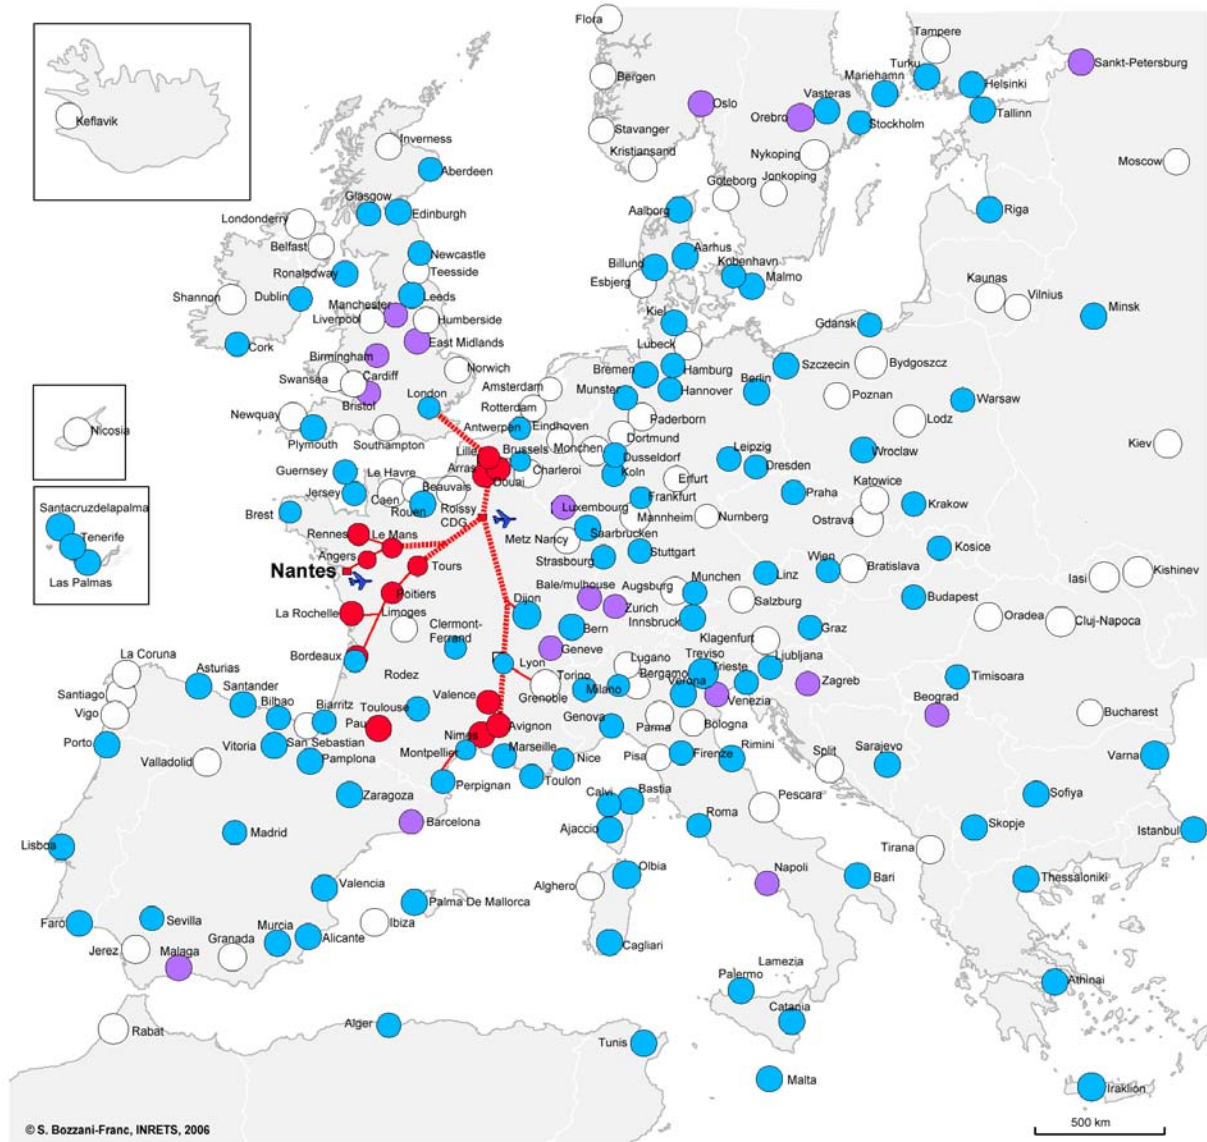 Flora
Tampere
Sankt-Petersburg
Bergen
Turku
Mariehamn
Helsinki
Keflavik
Oslo
Vasteras
Orebro
Stockholm
Tallinn
Stavanger
Inverness
Kristiansand
Nykoping
Moscow
Aberdeen
Goteborg
Jonkoping
Glasgow
Edinburgh
Aalborg
Riga
Londonderry
Belfast
Newcastle
Aarhus
Teesside
Ronalsdway
Billund
Kobenhavn
Malmo
Esbjerg
Kaunas
Vilnius
Shannon
Dublin
Leeds
Manchester
Liverpool
Humberside
Kiel
Gdansk
Minsk
Cork
East Midlands
Lubeck
Birmingham
Norwich
Bremen
Hamburg
Szczecin
Bydgoszcz
Swansea
Cardiff
Amsterdam
Munster
Hannover
Berlin
Poznan
Warsaw
Bristol
London
Rotterdam
Newquay
Paderborn
Lodz
Nicosia
Plymouth
Southampton
Antwerpen
Eindhoven
Dortmund
Kiev
Lille
Brussels
Monchen
Dusseldorf
Leipzig
Wroclaw
Guernsey
Le Havre
Arras
Douai
Charleroi
Koln
Erfurt
Dresden
Katowice
Jersey
Caen
Beauvais
Rouen
Luxembourg
Frankfurt
Praha
Krakow
Santacruzdelapalma
Brest
Roissy
CDG
Mannheim
Nurnberg
Ostrava
Tenerife
Rennes
Le Mans
Metz Nancy
Saarbrucken
Las Palmas
Angers
Strasbourg
Stuttgart
Kosice
Nantes
Tours
Bale/mulhouse
Augsburg
Munchen
Linz
Wien
Bratislava
Iasi
Kishinev
Poitiers
Dijon
Zurich
Innsbruck
Salzburg
Budapest
La Rochelle
Limoges
Bern
Graz
Oradea
Cluj-Napoca
Clermont-
Ferrand
Geneve
Klagenfurt
Bordeaux
Lyon
Lugano
Treviso
Trieste
Ljubljana
La Coruna
Asturias
Rodez
Torino
Bergamo
Timisoara
Santiago
Santander
Grenoble
Milano
Verona
Venezia
Zagreb
Vigo
Bilbao
Biarritz
Toulouse
Valence
Beograd
Bucharest
Pau
Avignon
Genova
Parma
Bologna
Porto
Vitoria
San Sebastian
Nimes
Montpellier
Marseille
Nice
Pisa
Firenze
Rimini
Split
Sarajevo
Varna
Valladolid
Pamplona
Perpignan
Toulon
Zaragoza
Calvi
Bastia
Pescara
Sofiya
Barcelona
Ajaccio
Roma
Skopje
Istanbul
Lisboa
Madrid
Tirana
Olbia
Napoli
Bari
Thessaloniki
Valencia
Alghero
Palma De Mallorca
Faro
Sevilla
Murcia
Ibiza
Alicante
Cagliari
Jerez
Malaga
Granada
Lamezia
Palermo
Athinai
Catania
Rabat
Alger
Tunis
Malta
Iraklion
© S. Bozzani-Franc, INRETS, 2006
500 km